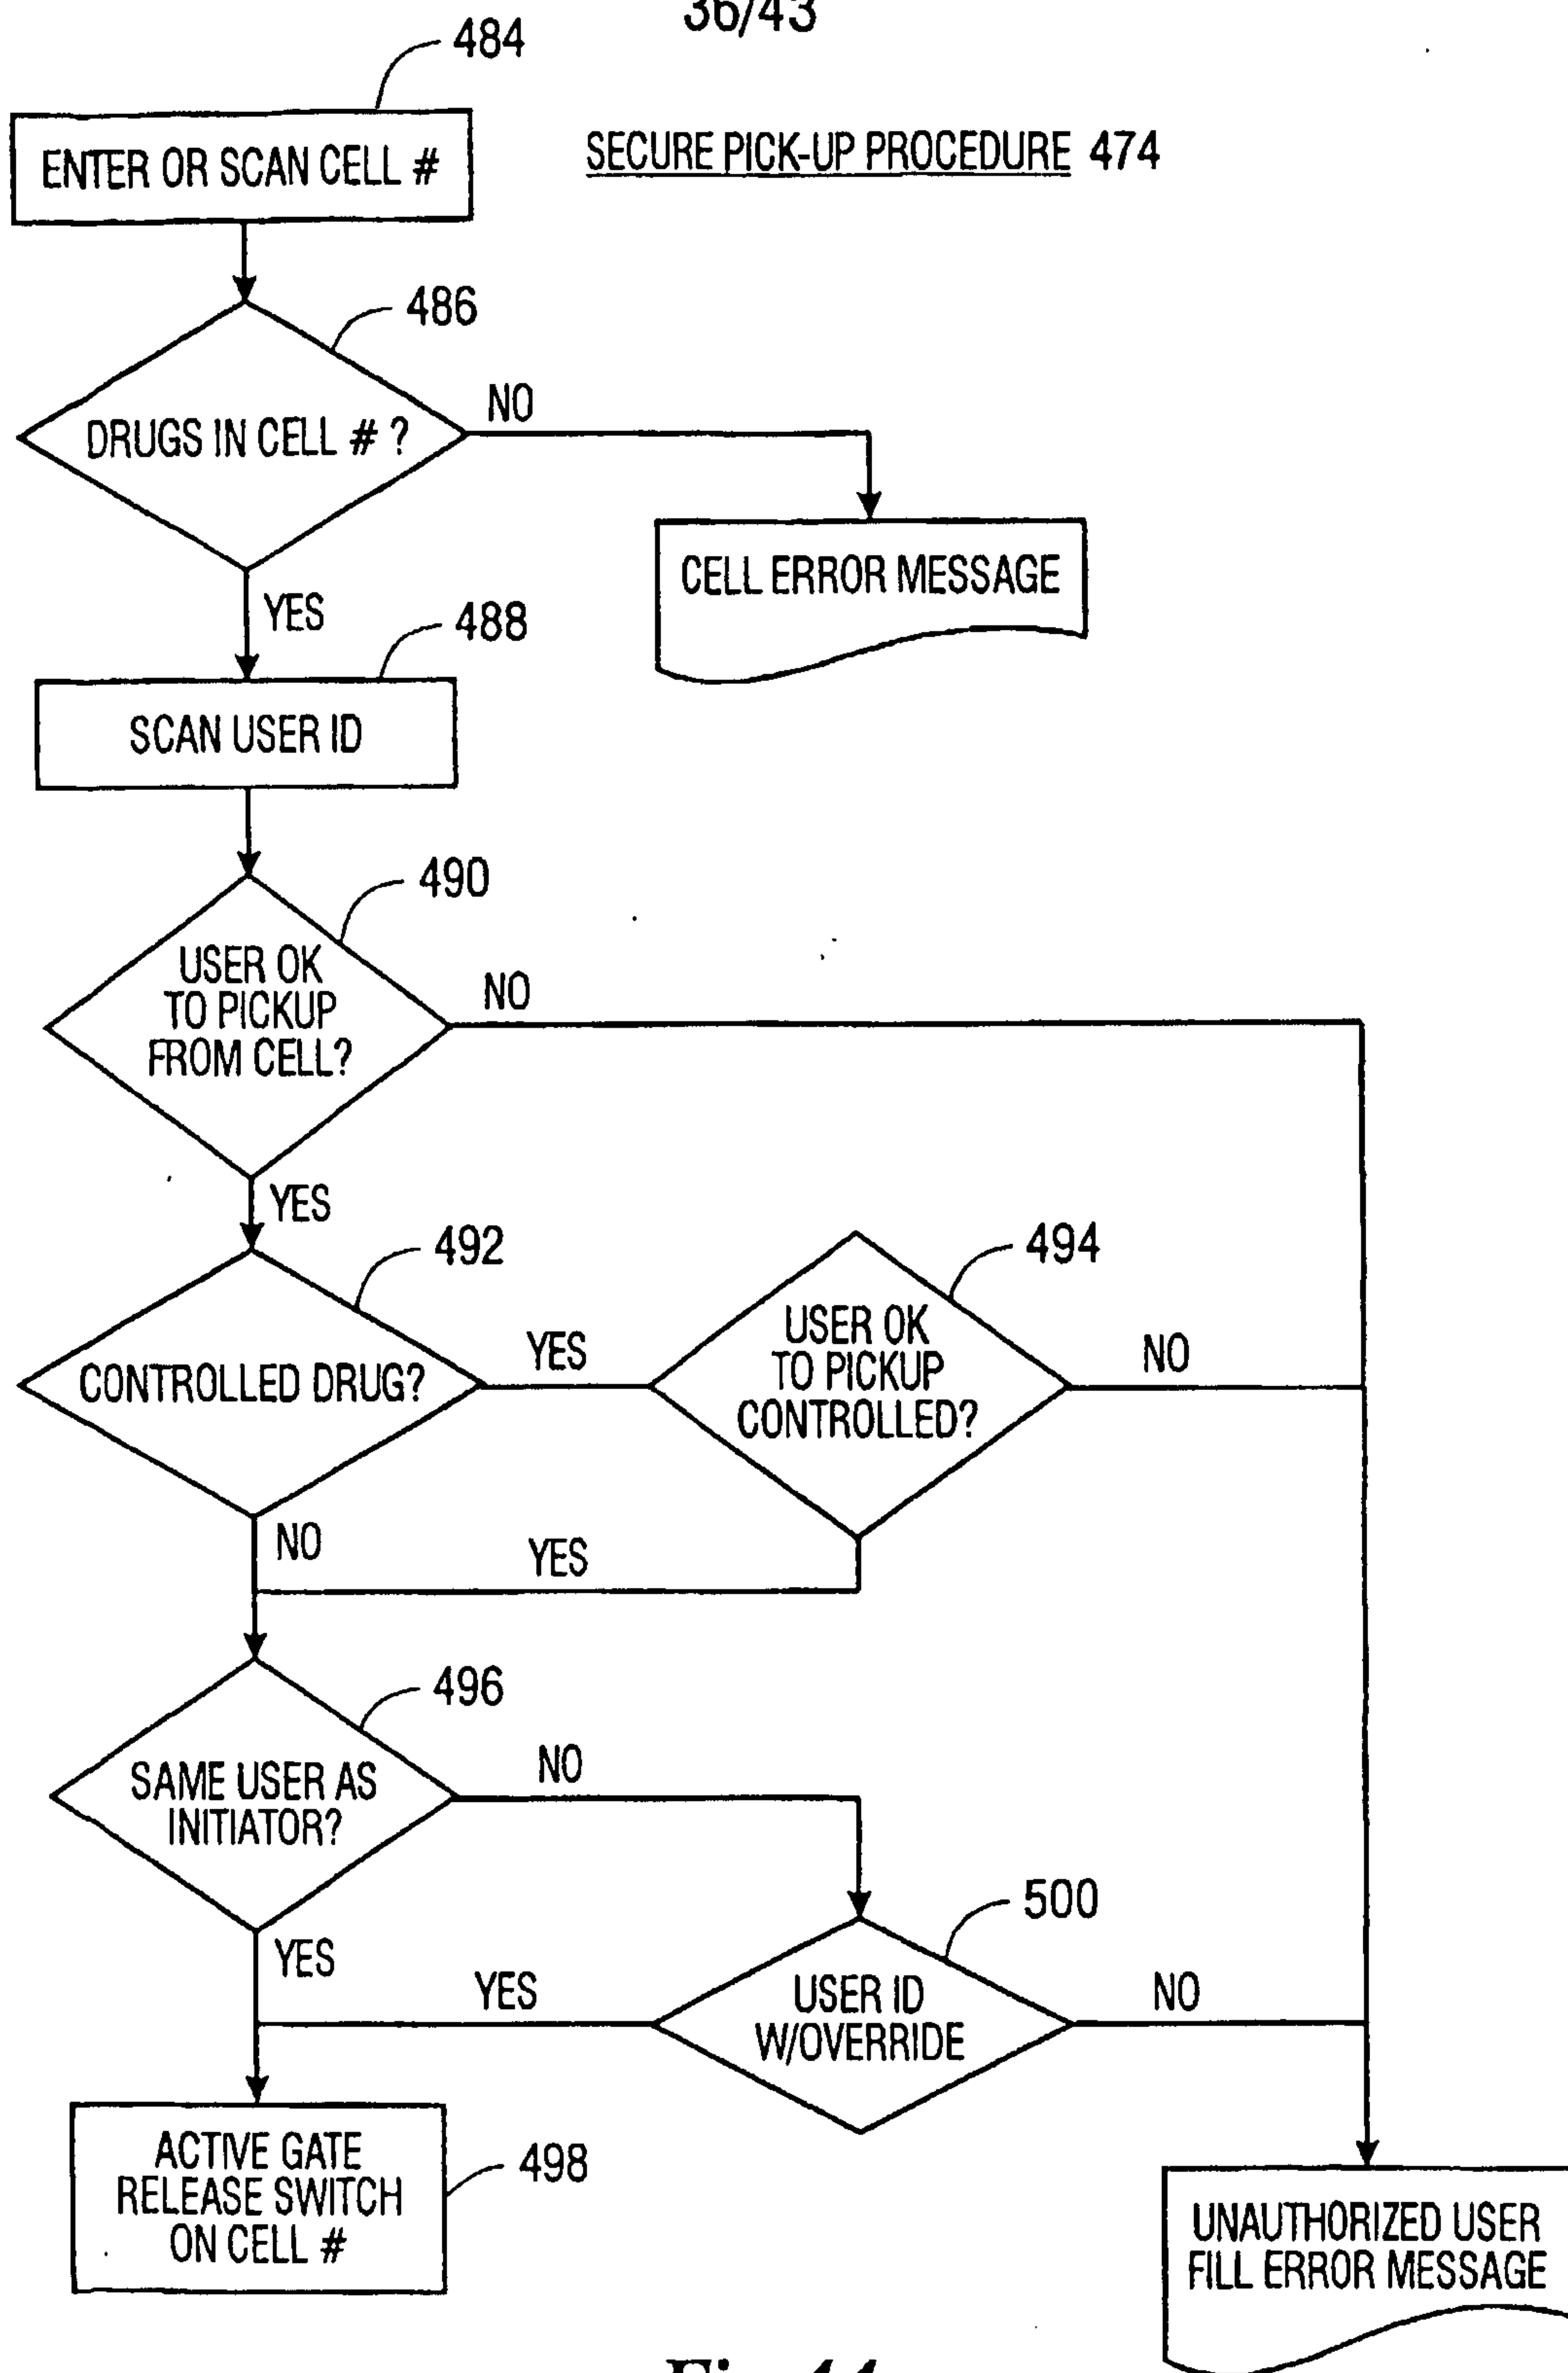 36/43
484
ENTER OR SCAN CELL #
SECURE PICK-UP PROCEDURE 474
486
DRUGS IN CELL # ?
NO
CELL ERROR MESSAGE
YES
488
SCAN USER ID
490
USER OK
TO PICKUP
FROM CELL?
NO
YES
492
CONTROLLED DRUG?
YES
494
USER OK
TO PICKUP
CONTROLLED?
NO
NO
YES
496
SAME USER AS
INITIATOR?
NO
YES
500
USER ID
W/OVERRIDE
YES
NO
ACTIVE GATE
RELEASE SWITCH
ON CELL #
498
UNAUTHORIZED USER
FILL ERROR MESSAGE